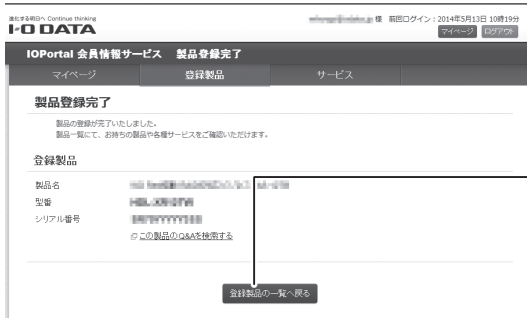 進化する明日へ Continue thinking
I-O DATA
様 前回ログイン：2014年5月13日 10時19分
マイページ ログアウト
IOPortal 会員情報サービス 製品登録完了
マイページ 登録製品 サービス
製品登録完了
製品の登録が完了いたしました。
製品一覧にて、お持ちの製品や各種サービスをご確認いただけます。
登録製品
製品名
型番
シリアル番号
この製品のQ&Aを検索する
登録製品の一覧へ戻る